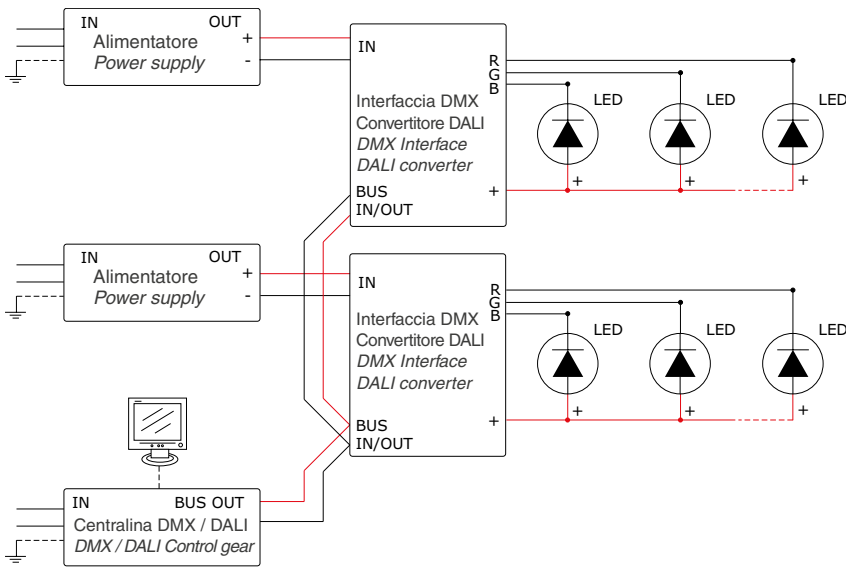 IN OUT
Alimentatore
Power supply
+
-
IN
Interfaccia DMX
Convertitore DALI
DMX Interface
DALI converter
BUS
IN/OUT
R
G
B
+
LED
LED
LED
+
+
+
IN OUT
Alimentatore
Power supply
+
-
IN
Interfaccia DMX
Convertitore DALI
DMX Interface
DALI converter
BUS
IN/OUT
R
G
B
+
LED
LED
LED
+
+
+
IN BUS OUT
Centralina DMX / DALI
DMX / DALI Control gear